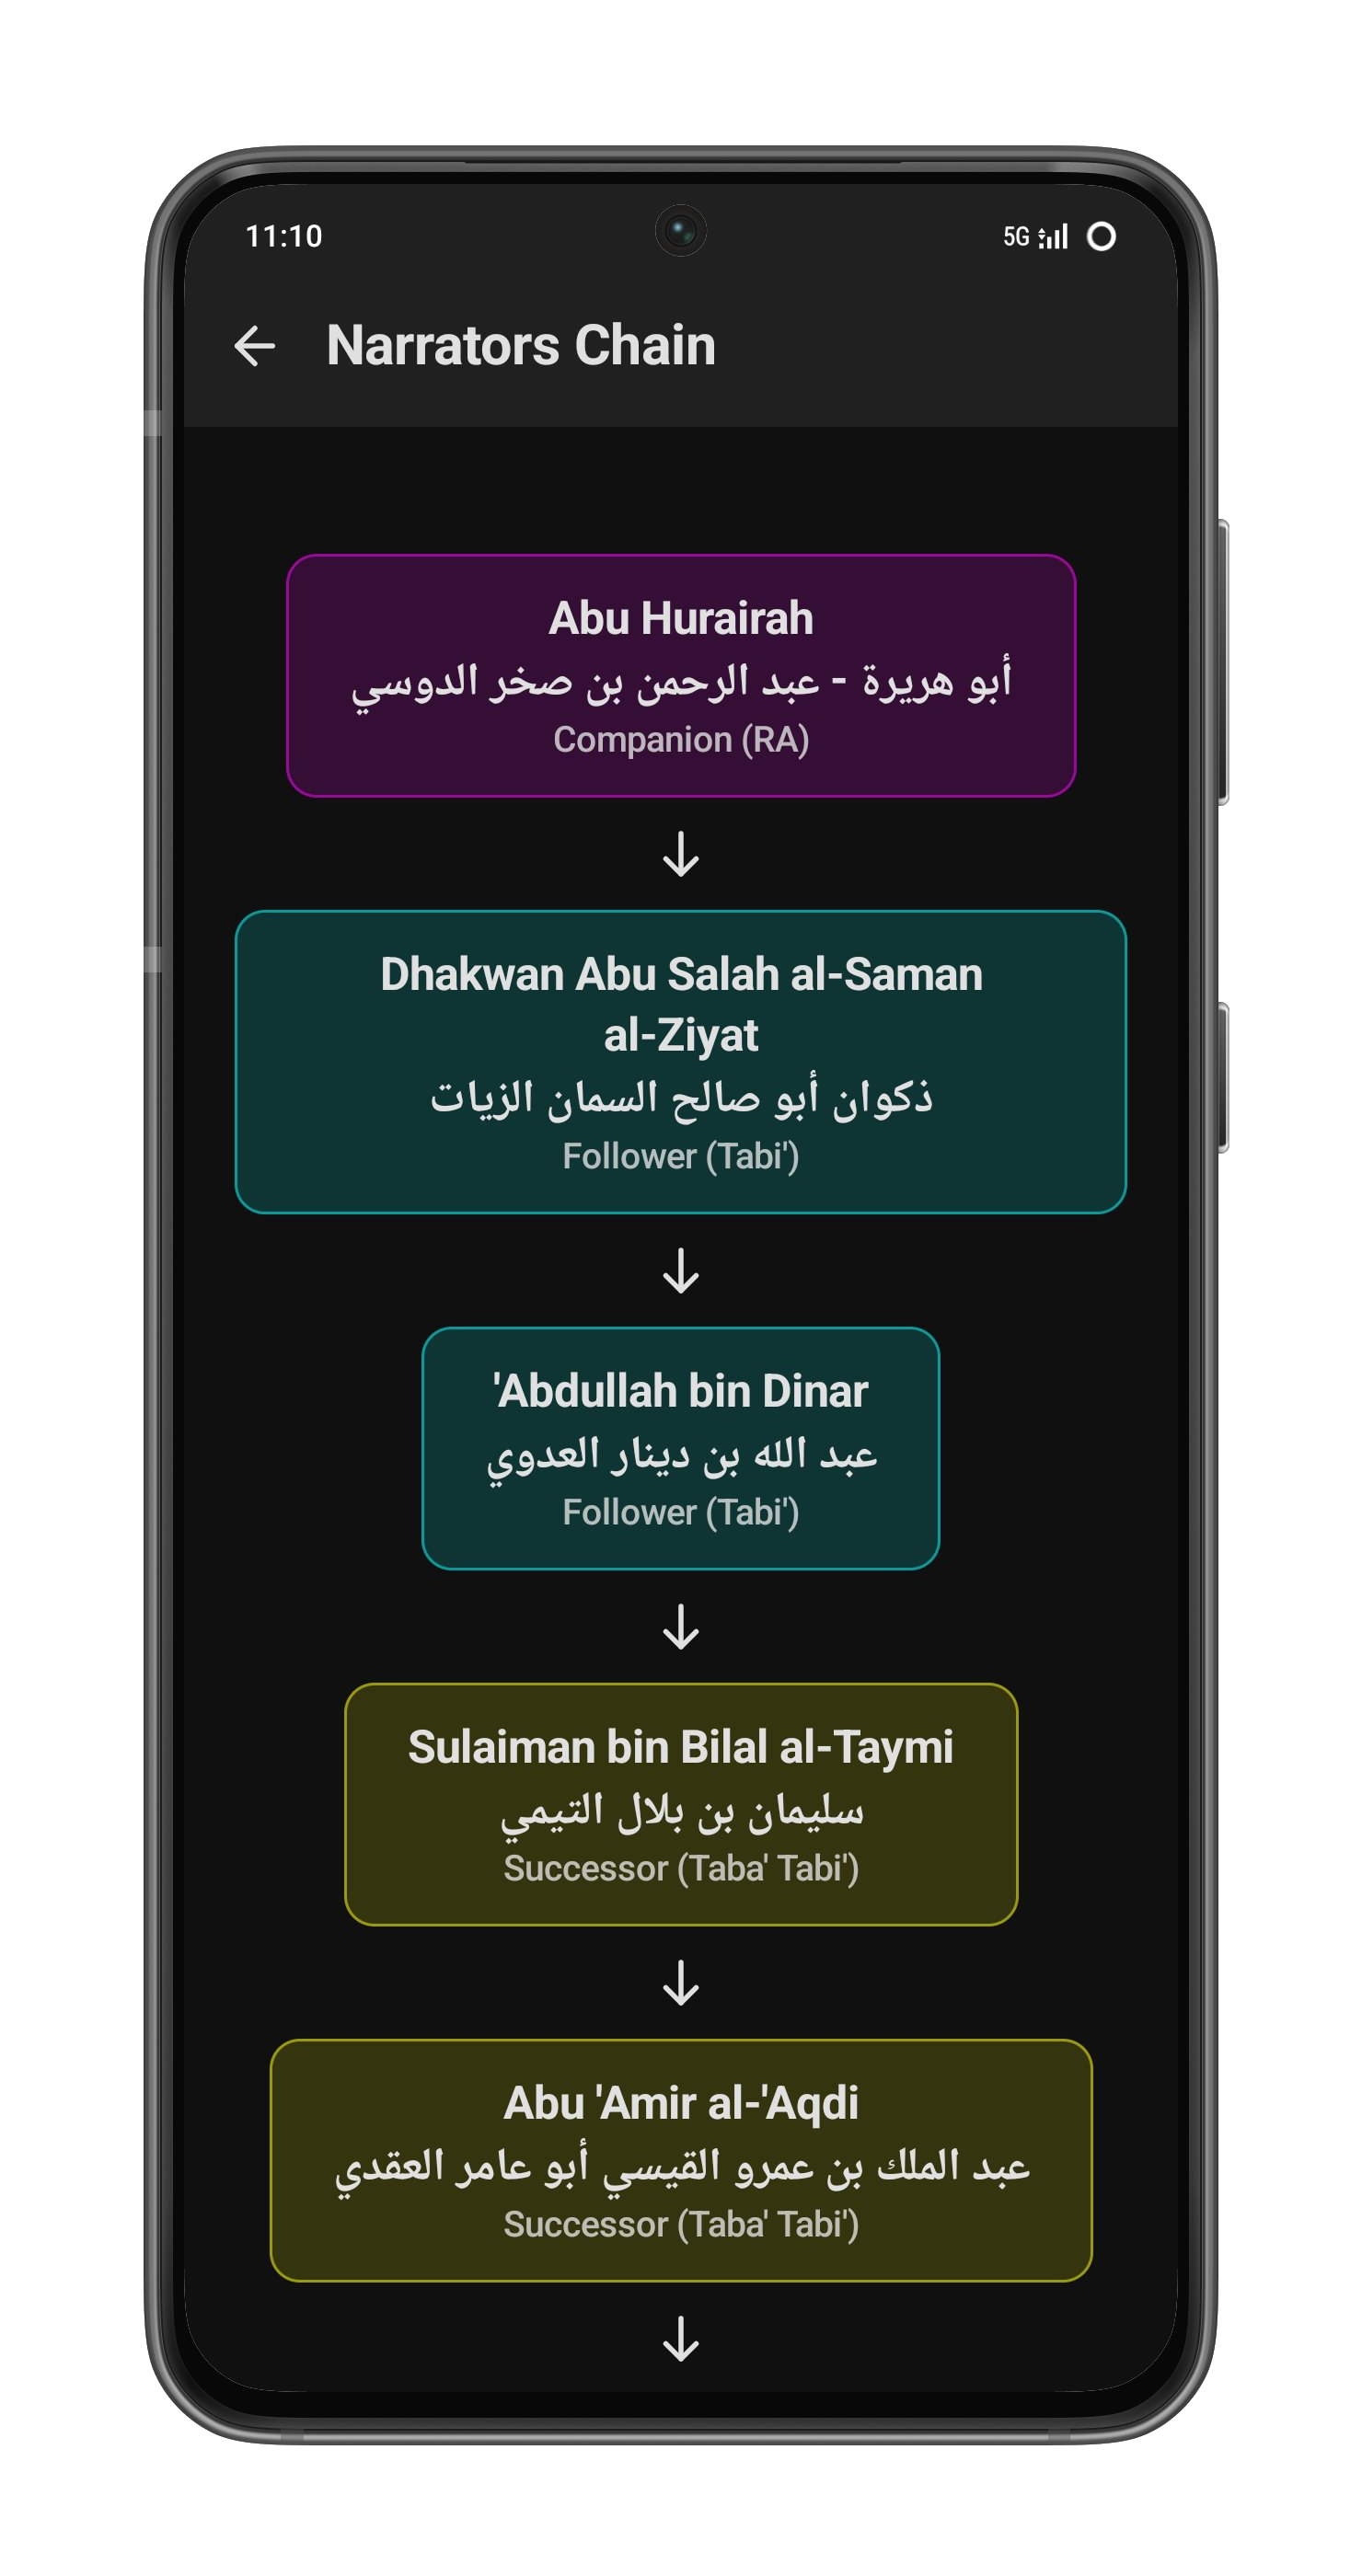 11:10
5G
Narrators Chain
Abu Hurairah
أبو هريرة - عبد الرحمن بن صخر الدوسي
Companion (RA)
Dhakwan Abu Salah al-Saman
al-Ziyat
ذكوان أبو صالح السمان الزيات
Follower (Tabi')
'Abdullah bin Dinar
عبد الله بن دينار العدوي
Follower (Tabi')
Sulaiman bin Bilal al-Taymi
سليمان بن بلال التيمي
Successor (Taba' Tabi')
Abu 'Amir al-'Aqdi
عبد الملك بن عمرو القيسي أبو عامر العقدي
Successor (Taba' Tabi')